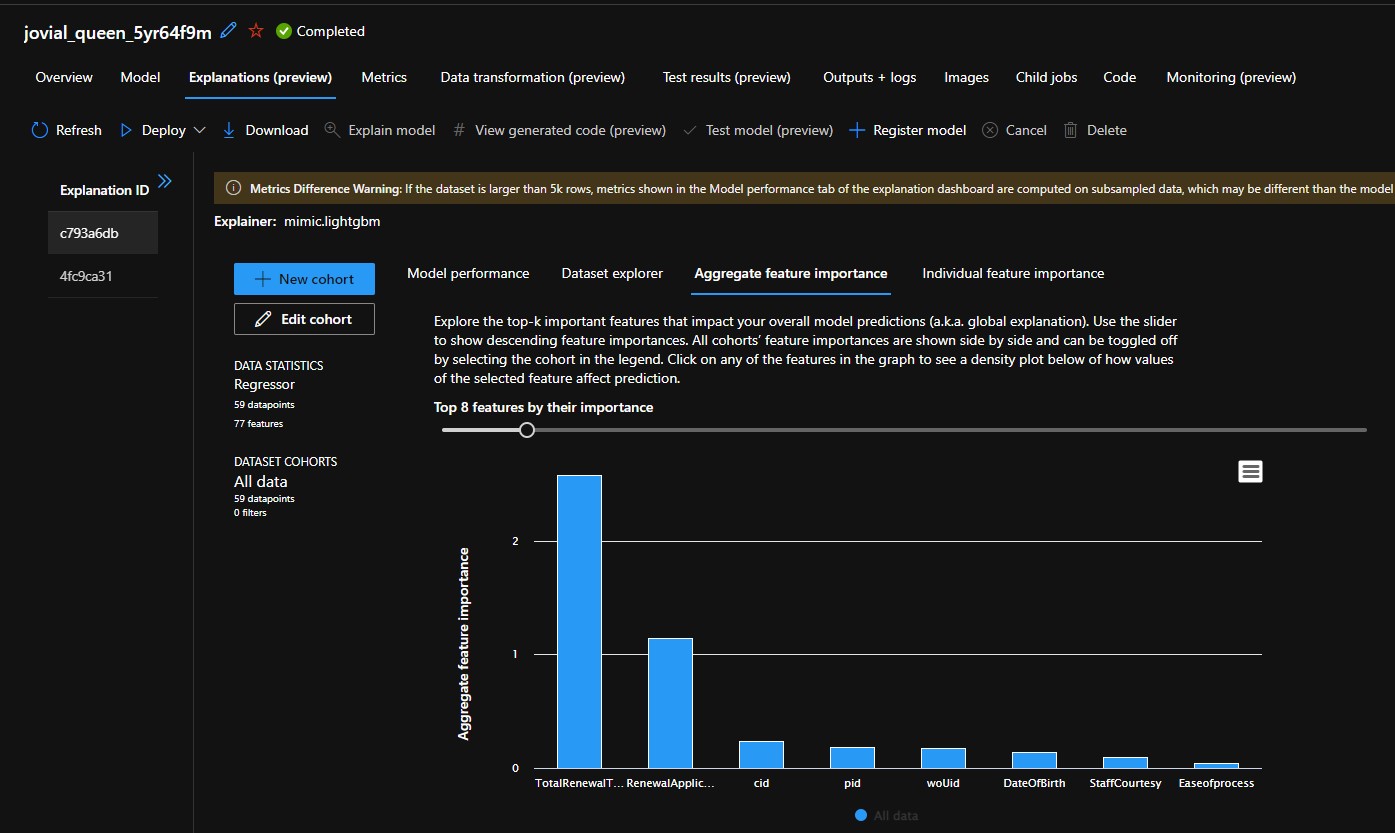 jovial_queen_5yr64f9m Completed
Overview Model Explanations (preview) Metrics Data transformation (preview) Test results (preview) Outputs + logs Images Child jobs Code Monitoring (preview)
Refresh Deploy Download Explain model # View generated code (preview) Test model (preview) Register model Cancel Delete
Explanation ID
c793a6db
4fc9ca31
Metrics Difference Warning: If the dataset is larger than 5k rows, metrics shown in the Model performance tab of the explanation dashboard are computed on subsampled data, which may be different than the model
Explainer: mimic.lightgbm
New cohort
Edit cohort
DATA STATISTICS
Regressor
59 datapoints
77 features
DATASET COHORTS
All data
59 datapoints
0 filters
Model performance Dataset explorer Aggregate feature importance Individual feature importance
Explore the top-k important features that impact your overall model predictions (a.k.a. global explanation). Use the slider
to show descending feature importances. All cohorts' feature importances are shown side by side and can be toggled off
by selecting the cohort in the legend. Click on any of the features in the graph to see a density plot below of how values
of the selected feature affect prediction.
Top 8 features by their importance
Aggregate feature importance
2
1
0
TotalRenewalT... RenewalApplic... cid pid woUid DateOfBirth StaffCourtesy Easeofprocess
All data